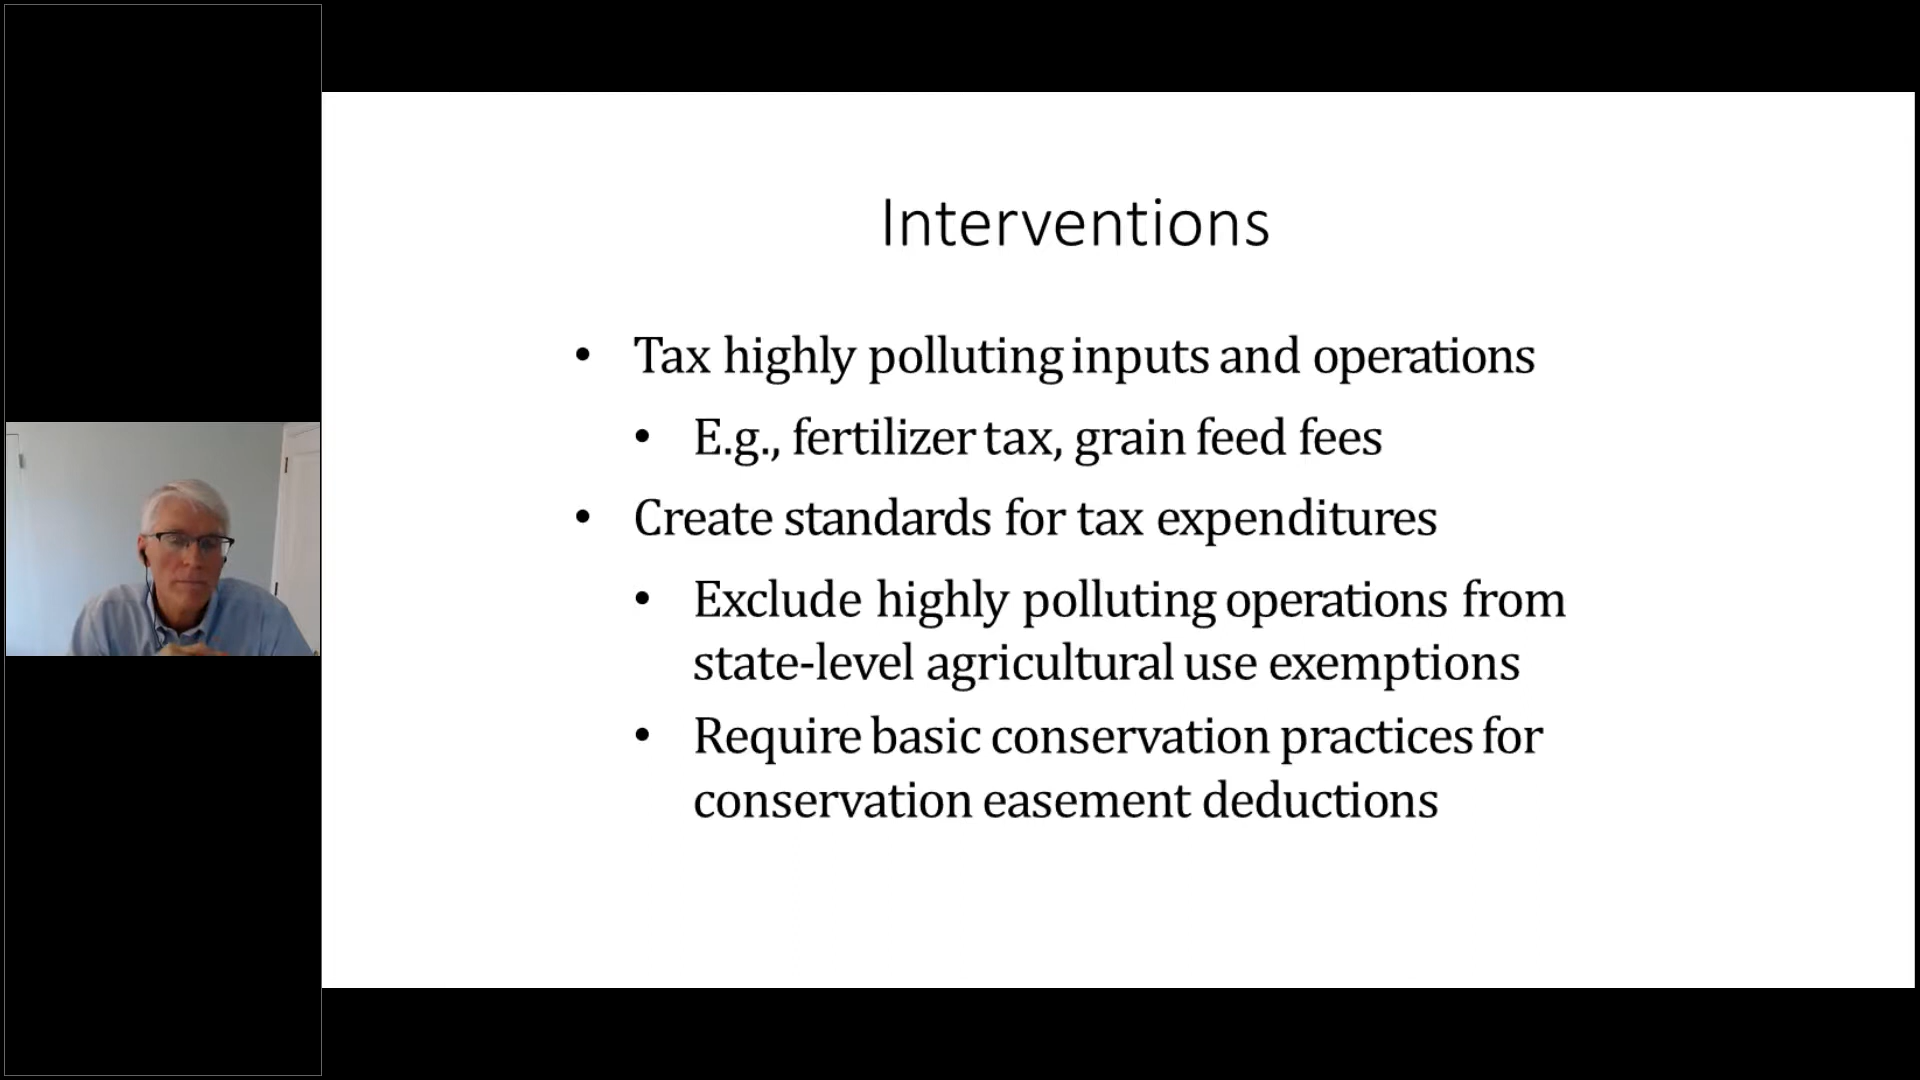 Interventions
• Tax highly polluting inputs and operations
• E.g., fertilizer tax, grain feed fees
• Create standards for tax expenditures
• Exclude highly polluting operations from
state-level agricultural use exemptions
• Require basic conservation practices for
conservation easement deductions